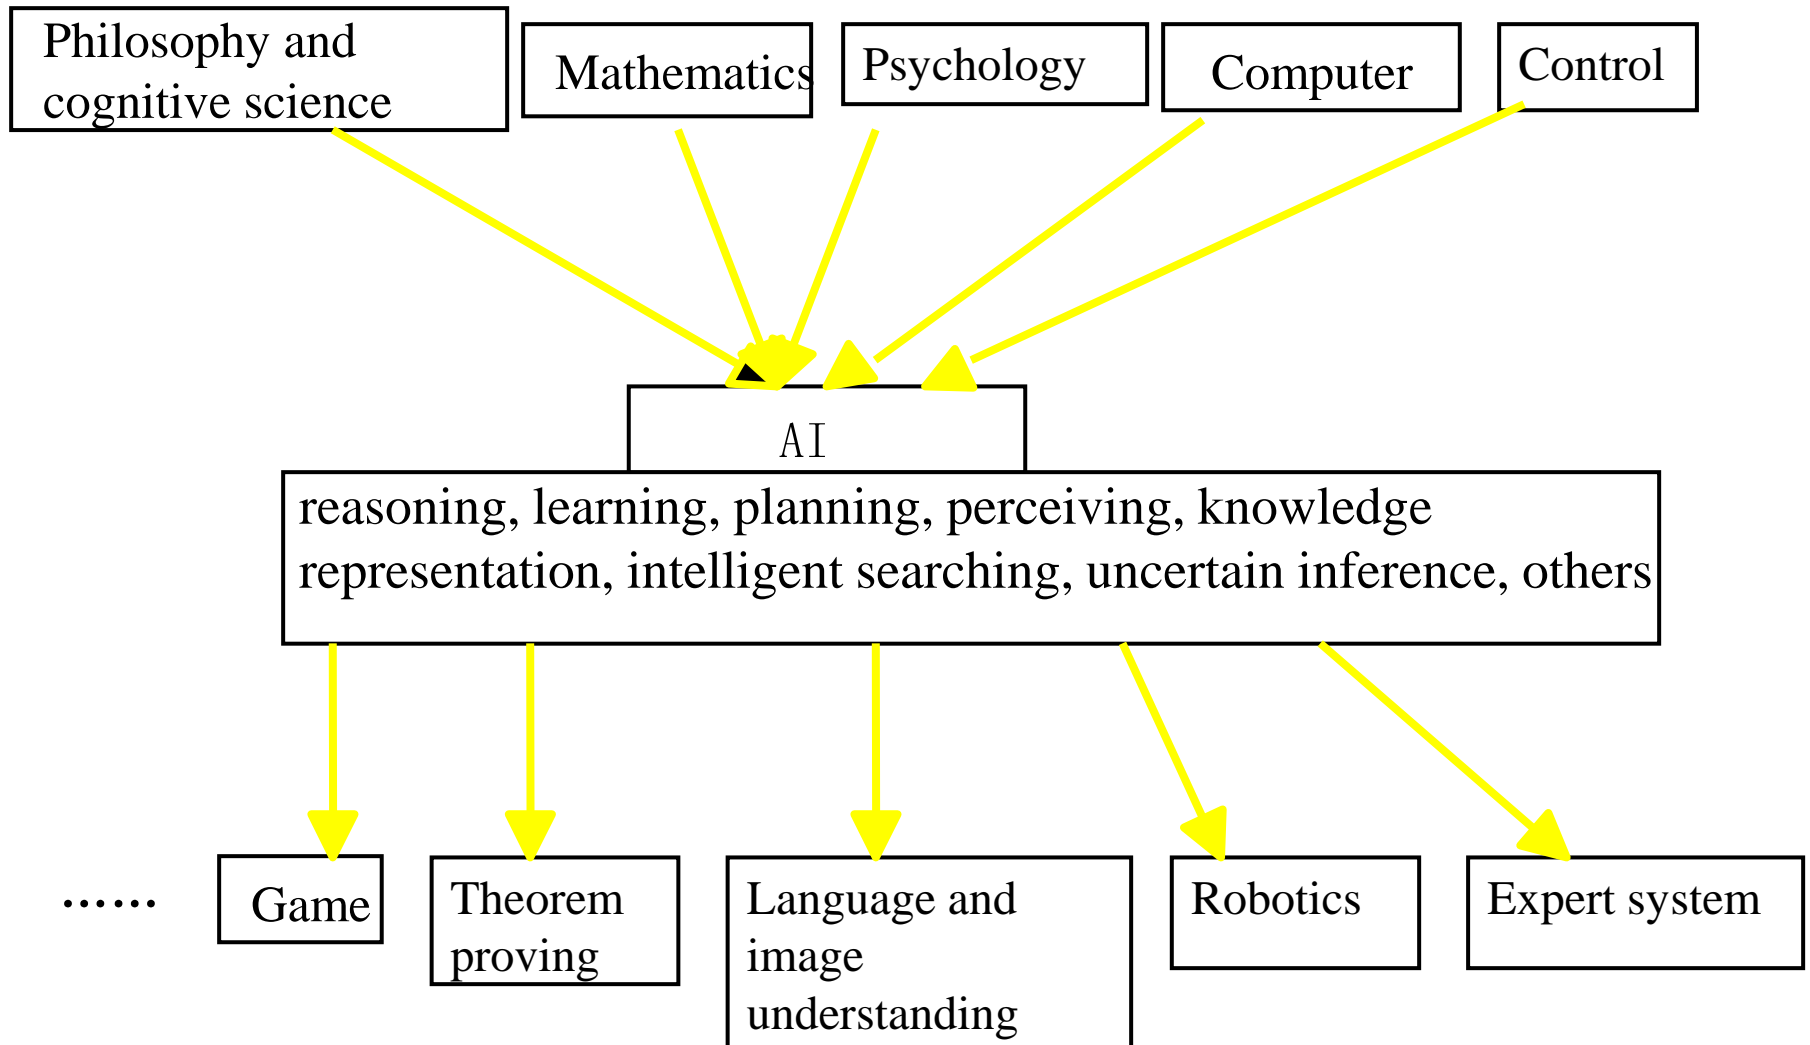 Philosophy and
cognitive science
Mathematics
Psychology
Computer
Control
AI
reasoning, learning, planning, perceiving, knowledge
representation, intelligent searching, uncertain inference, others
……
Game
Theorem
proving
Language and
image
understanding
Robotics
Expert system